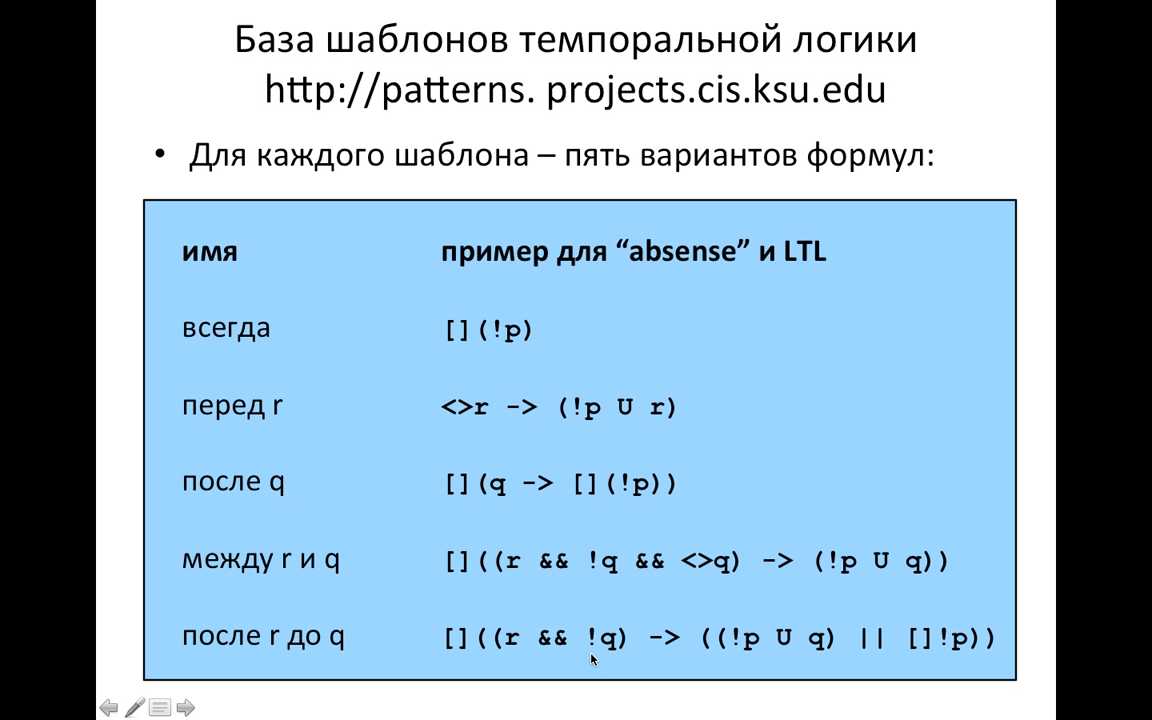 База шаблонов темпоральной логики
http://patterns. projects.cis.ksu.edu
• Для каждого шаблона – пять вариантов формул:
имя пример для “absense” и LTL
всегда [](!p)
перед r <>r -> (!p U r)
после q [](q -> [](!p))
между r и q []((r && !q && <>q) -> (!p U q))
после r до q []((r && !q) -> ((!p U q) || []!p))